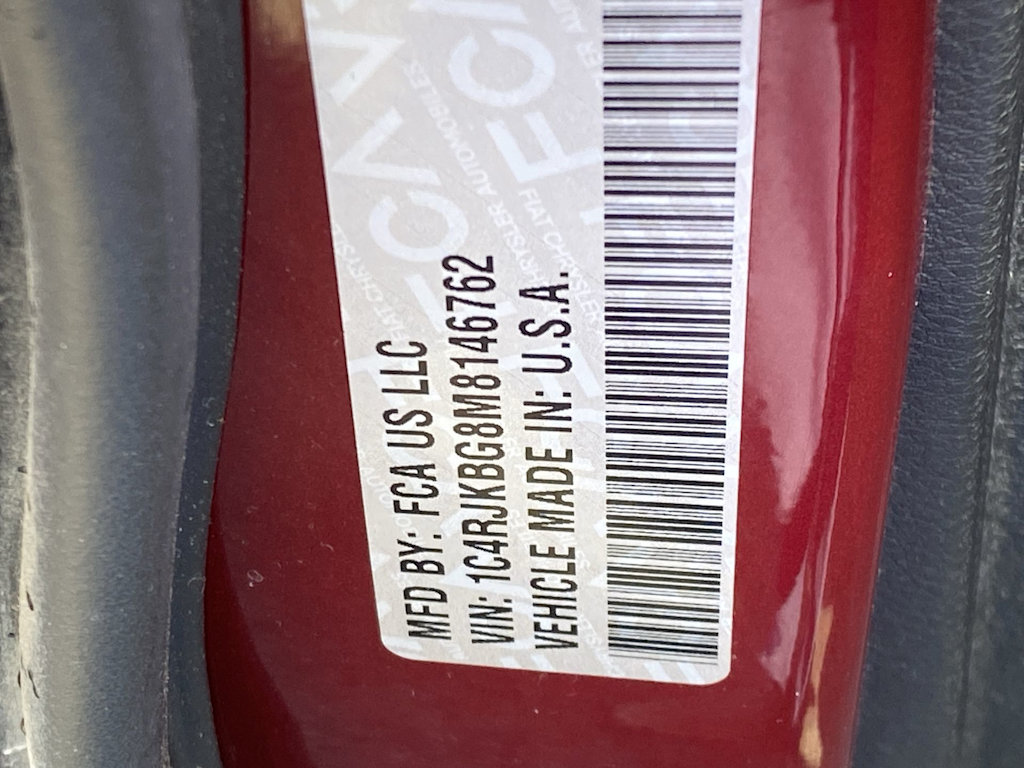 MFD BY: FCA US LLC
VIN: 1C4RJKBG8M8146762
VEHICLE MADE IN: U.S.A.